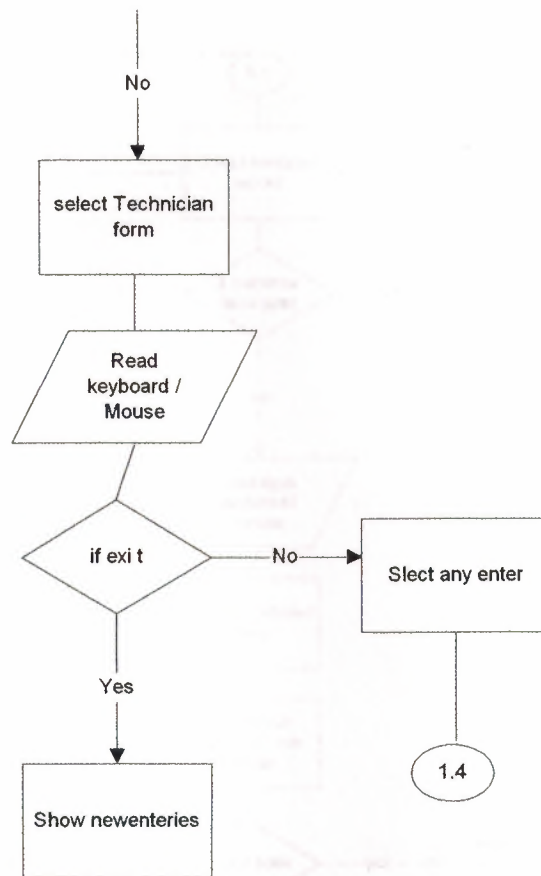 No
select Technician
form
Read
keyboard /
Mouse
if exi t
No
Slect any enter
Yes
1.4
Show newenteries